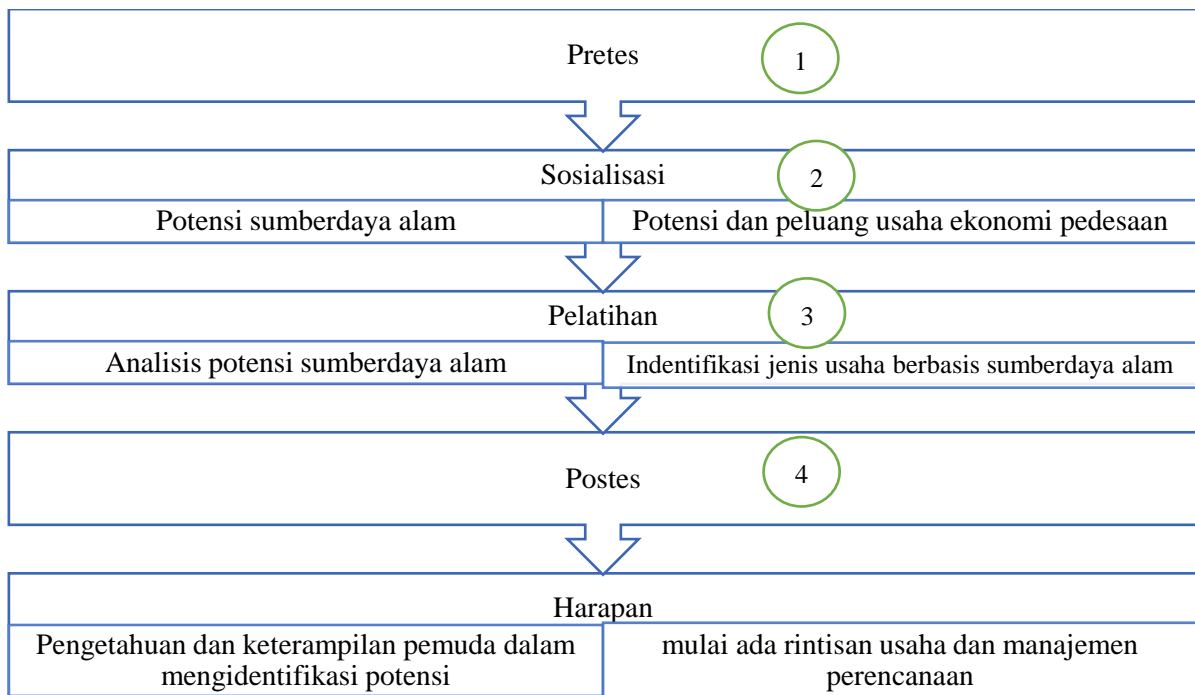 Pretes 1
Sosialisasi 2
Potensi sumberdaya alam
Potensi dan peluang usaha ekonomi pedesaan
Pelatihan 3
Analisis potensi sumberdaya alam
Indentifikasi jenis usaha berbasis sumberdaya alam
Postes 4
Harapan
Pengetahuan dan keterampilan pemuda dalam
mengidentifikasi potensi
mulai ada rintisan usaha dan manajemen
perencanaan